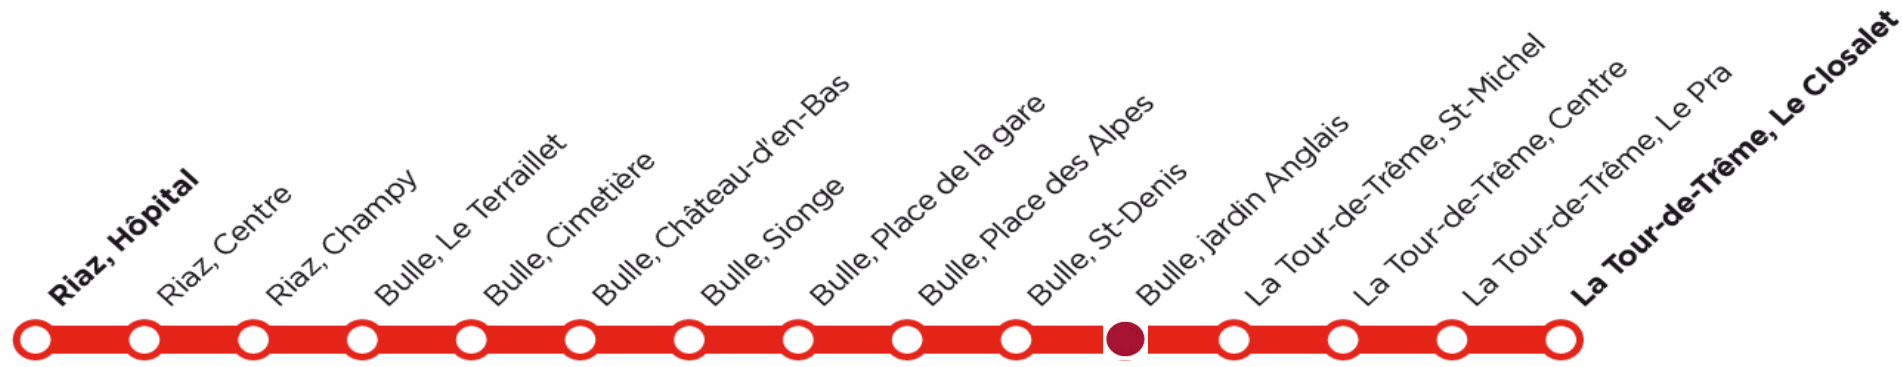 Riaz, Hôpital
Riaz, Centre
Riaz, Champy
Bulle, Le Terraillet
Bulle, Cimetière
Bulle, Château-d'en-Bas
Bulle, Sionge
Bulle, Place de la gare
Bulle, Place des Alpes
Bulle, St-Denis
Bulle, jardin Anglais
La Tour-de-Trême, St-Michel
La Tour-de-Trême, Centre
La Tour-de-Trême, Le Pra
La Tour-de-Trême, Le Closalet